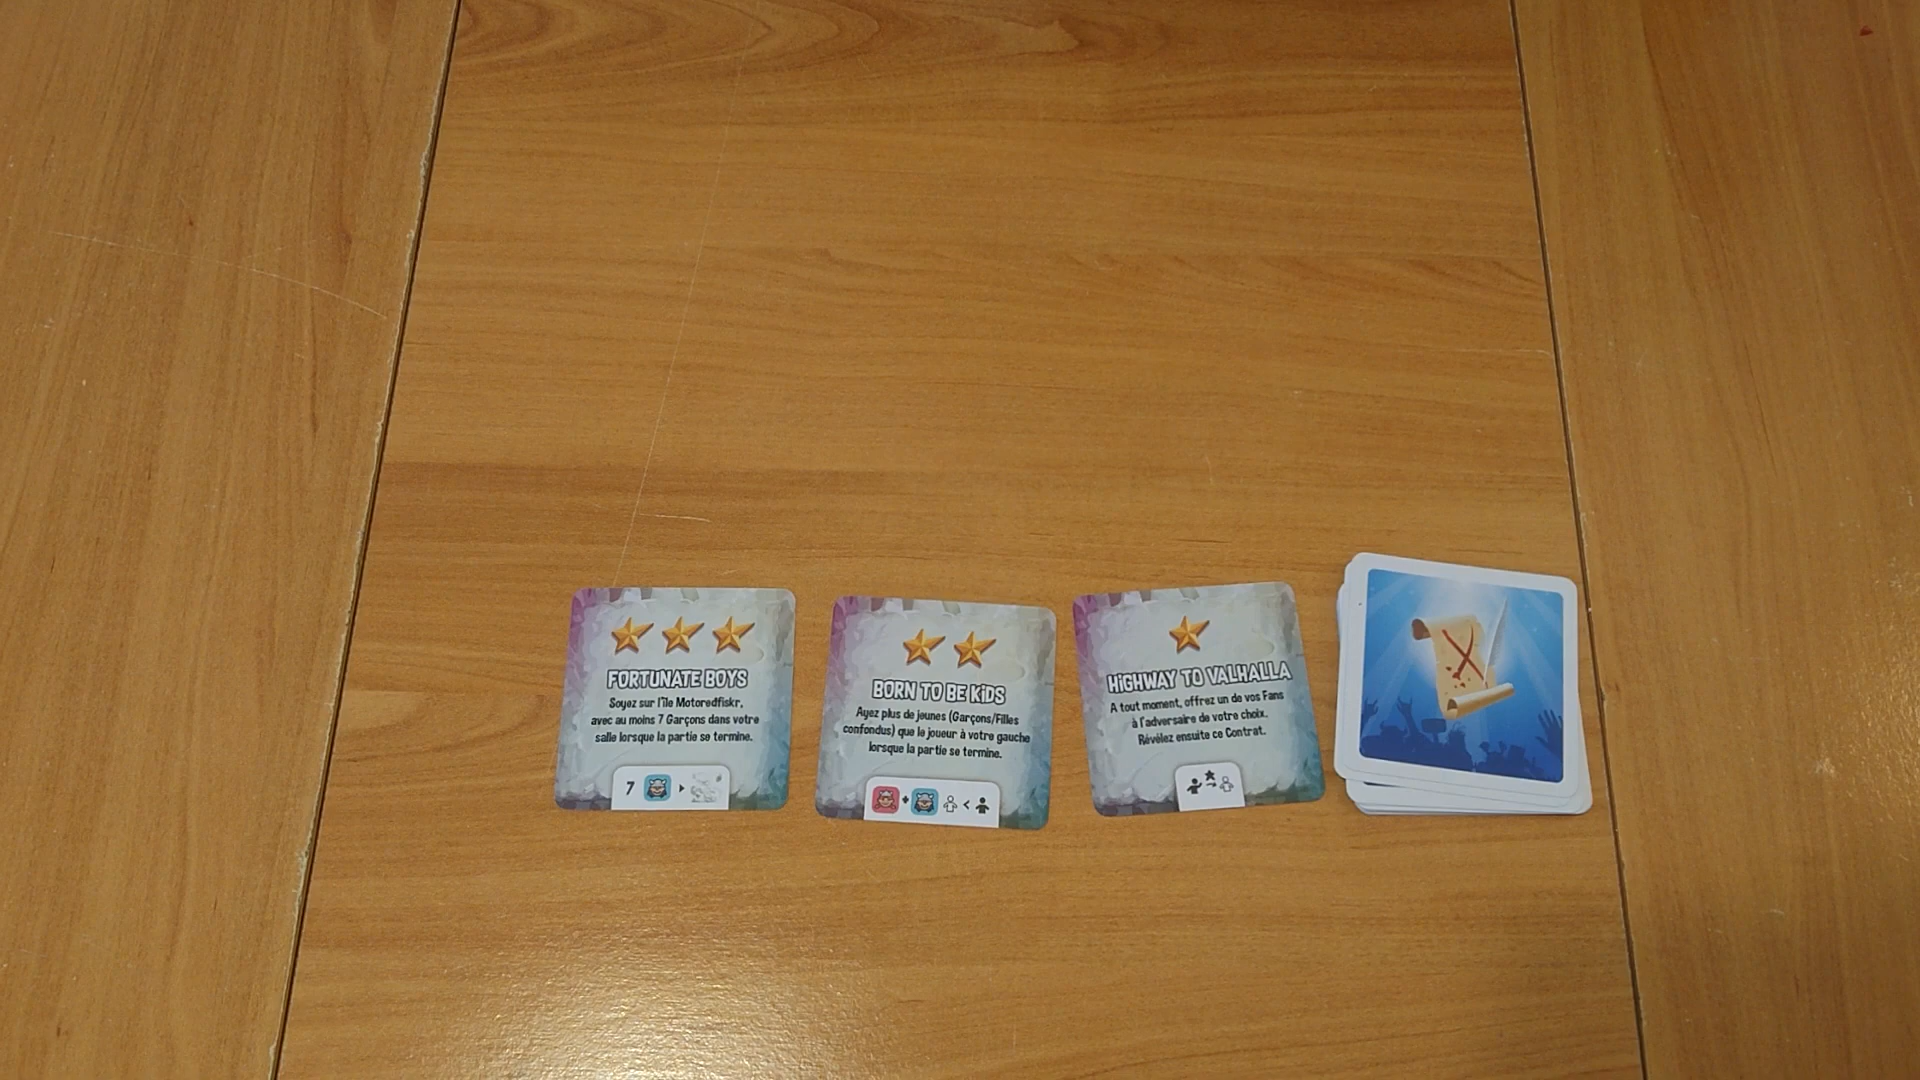 FORTUNATE BOYS
Soyez sur l'île Motoredfiskr,
avec au moins 7 Garçons dans votre
salle lorsque la partie se termine.
7
BORN TO BE KiDS
Ayez plus de jeunes (Garçons/Filles
confondus) que le joueur à votre gauche
lorsque la partie se termine.
+ <
HiGHWAY TO VALHALLA
A tout moment, offrez un de vos Fans
à l'adversaire de votre choix.
Révélez ensuite ce Contrat.